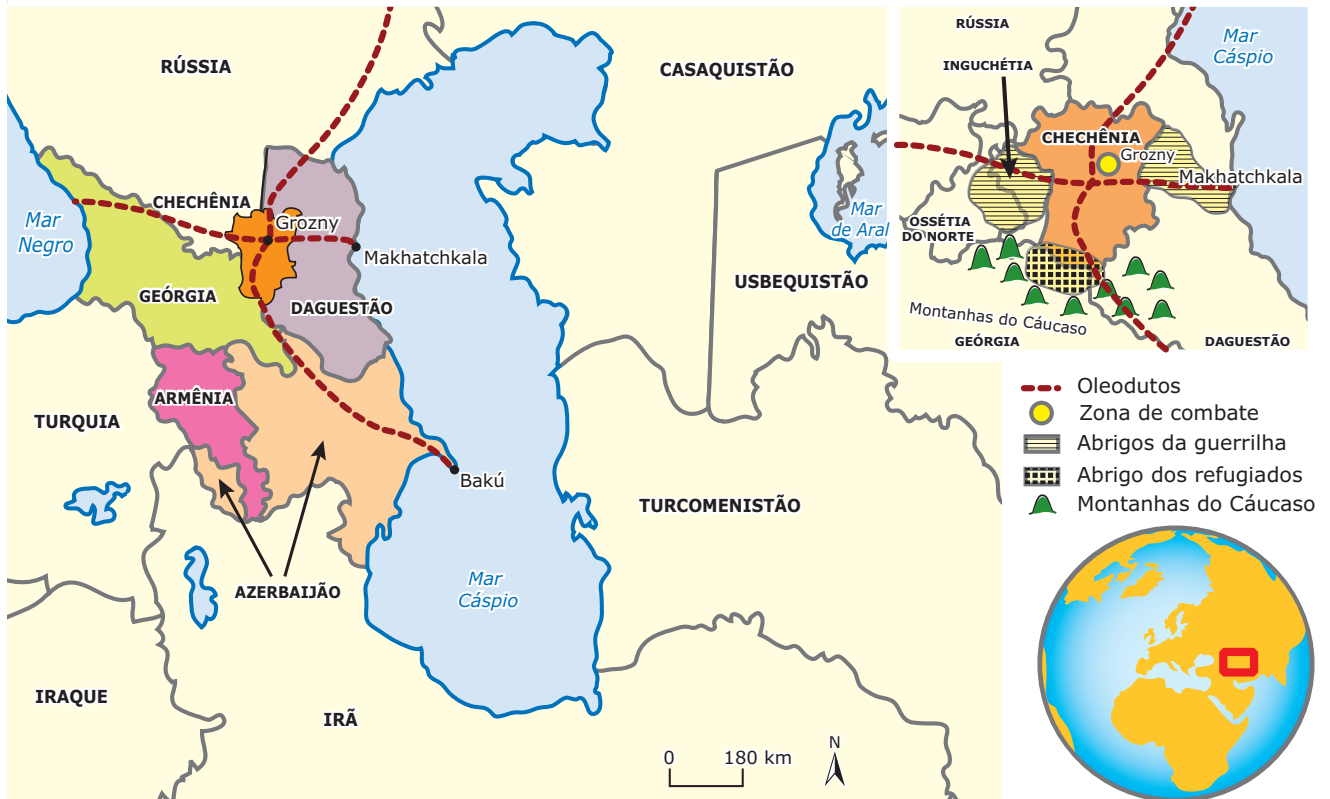 RÚSSIA
CASAQUISTÃO
CHECHÊNIA
Mar
Negro
Grozny
Makhatchkala
GEÓRGIA
DAGUESTÃO
ARMÊNIA
TURQUIA
Bakú
AZERBAIJÃO
Mar
Cáspio
IRAQUE
IRÃ
Mar
de Aral
USBEQUISTÃO
TURCOMENISTÃO
0 180 km
N
RÚSSIA
Mar
Cáspio
INGUCHÉTIA
CHECHÊNIA
Grozny
Makhatchkala
OSSÉTIA
DO NORTE
Montanhas do Cáucaso
GEÓRGIA
DAGUESTÃO
Oleodutos
Zona de combate
Abrigos da guerrilha
Abrigo dos refugiados
Montanhas do Cáucaso